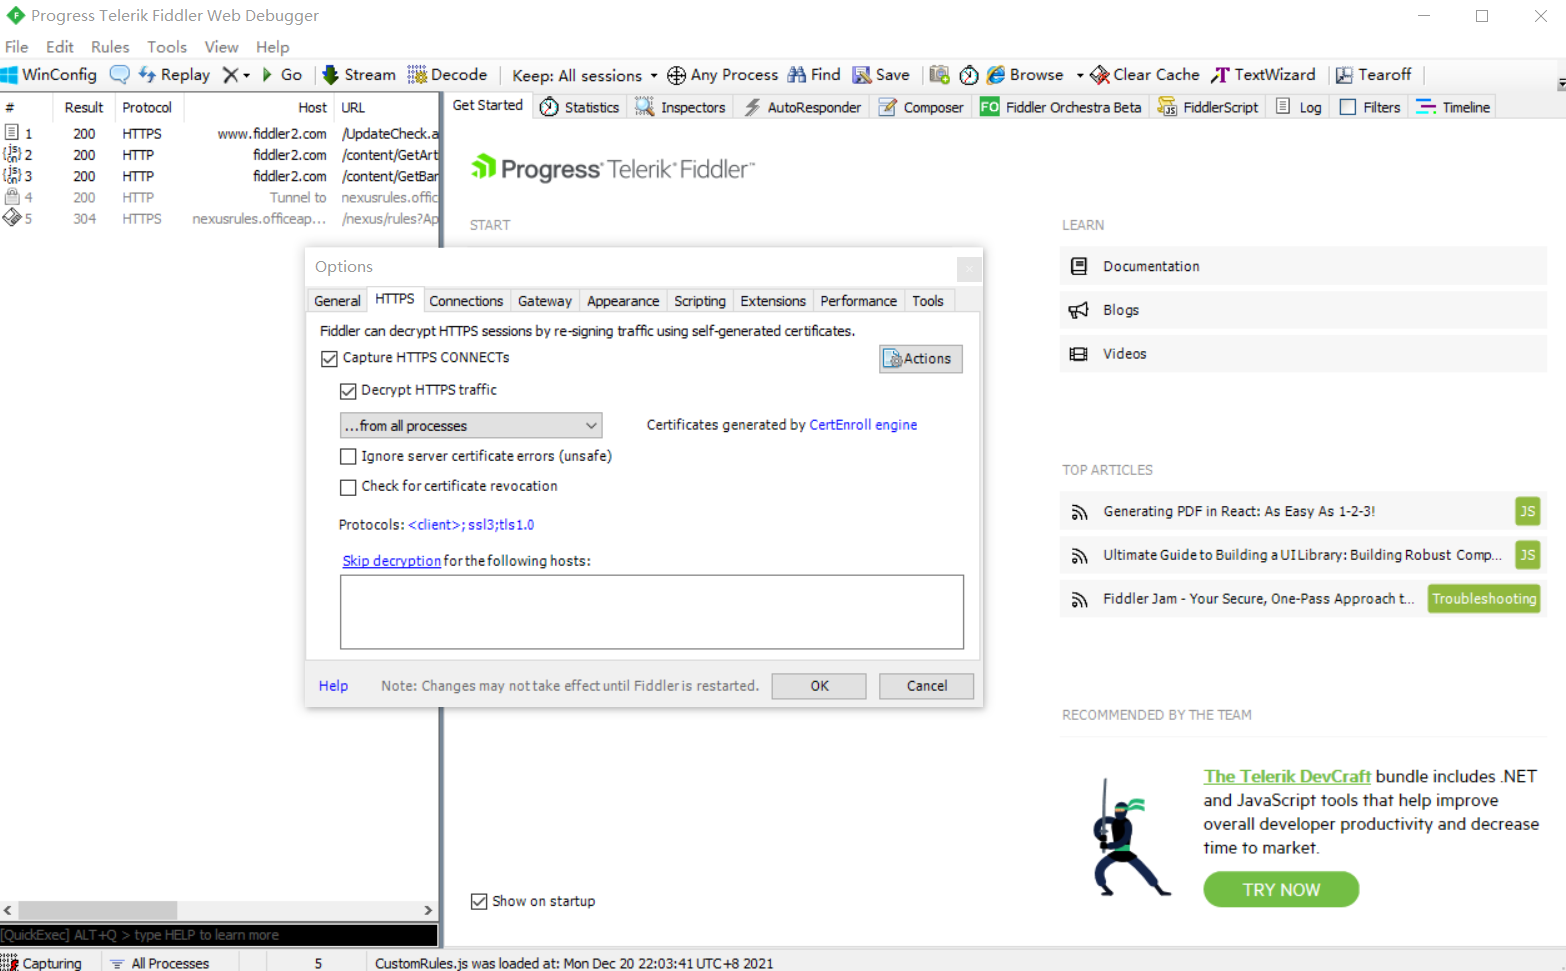 Progress Telerik Fiddler Web Debugger
File Edit Rules Tools View Help
WinConfig Replay Go Stream Decode Keep: All sessions Any Process Find Save Browse Clear Cache TextWizard Tearoff
# Result Protocol Host URL
1 200 HTTPS www.fiddler2.com /UpdateCheck.a
2 200 HTTP fiddler2.com /content/GetArt
3 200 HTTP fiddler2.com /content/GetBar
4 200 HTTP Tunnel to nexusrules.offic
5 304 HTTPS nexusrules.officeap... /nexus/rules?Ap
Get Started Statistics Inspectors AutoResponder Composer FO Fiddler Orchestra Beta FiddlerScript Log Filters Timeline
Progress Telerik Fiddler
START
Options
General HTTPS Connections Gateway Appearance Scripting Extensions Performance Tools
Fiddler can decrypt HTTPS sessions by re-signing traffic using self-generated certificates.
Capture HTTPS CONNECTs
Actions
Decrypt HTTPS traffic
...from all processes
Certificates generated by CertEnroll engine
Ignore server certificate errors (unsafe)
Check for certificate revocation
Protocols: <client>; ssl3;tls1.0
Skip decryption for the following hosts:
Help Note: Changes may not take effect until Fiddler is restarted. OK Cancel
LEARN
Documentation
Blogs
Videos
TOP ARTICLES
Generating PDF in React: As Easy As 1-2-3! JS
Ultimate Guide to Building a UI Library: Building Robust Comp... JS
Fiddler Jam - Your Secure, One-Pass Approach t... Troubleshooting
RECOMMENDED BY THE TEAM
The Telerik DevCraft bundle includes .NET
and JavaScript tools that help improve
overall developer productivity and decrease
time to market.
TRY NOW
Show on startup
[QuickExec] ALT+Q > type HELP to learn more
Capturing All Processes 5 CustomRules.js was loaded at: Mon Dec 20 22:03:41 UTC+8 2021